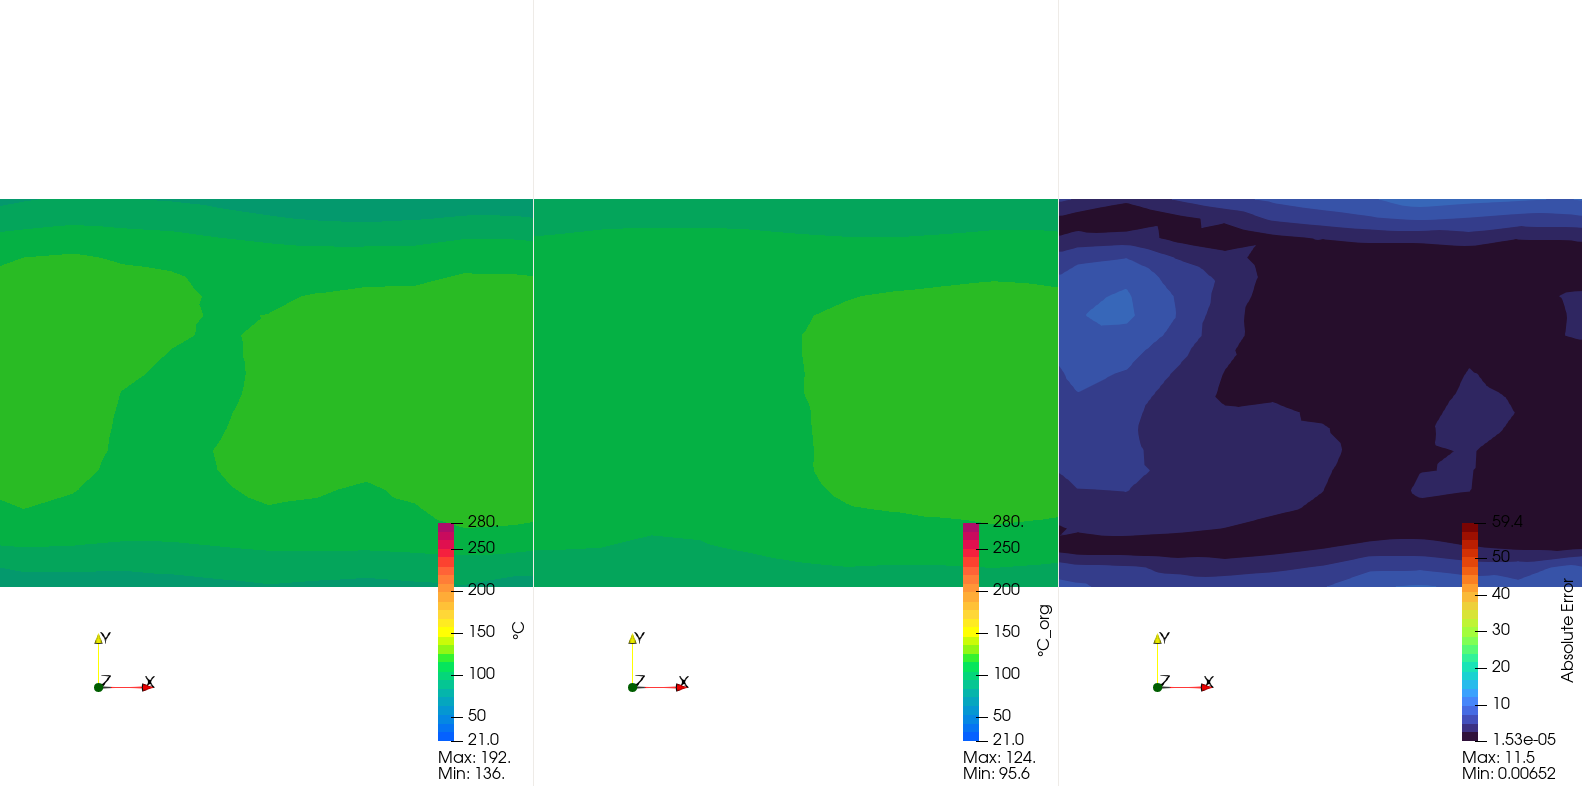 280.
250
200
150
100
50
21.0
°C
Max: 192.
Min: 136.
Y
Z
X
280.
250
200
150
100
50
21.0
°C_org
Max: 124.
Min: 95.6
Y
Z
X
59.4
50
40
30
20
10
1.53e-05
Absolute Error
Max: 11.5
Min: 0.00652
Y
Z
X